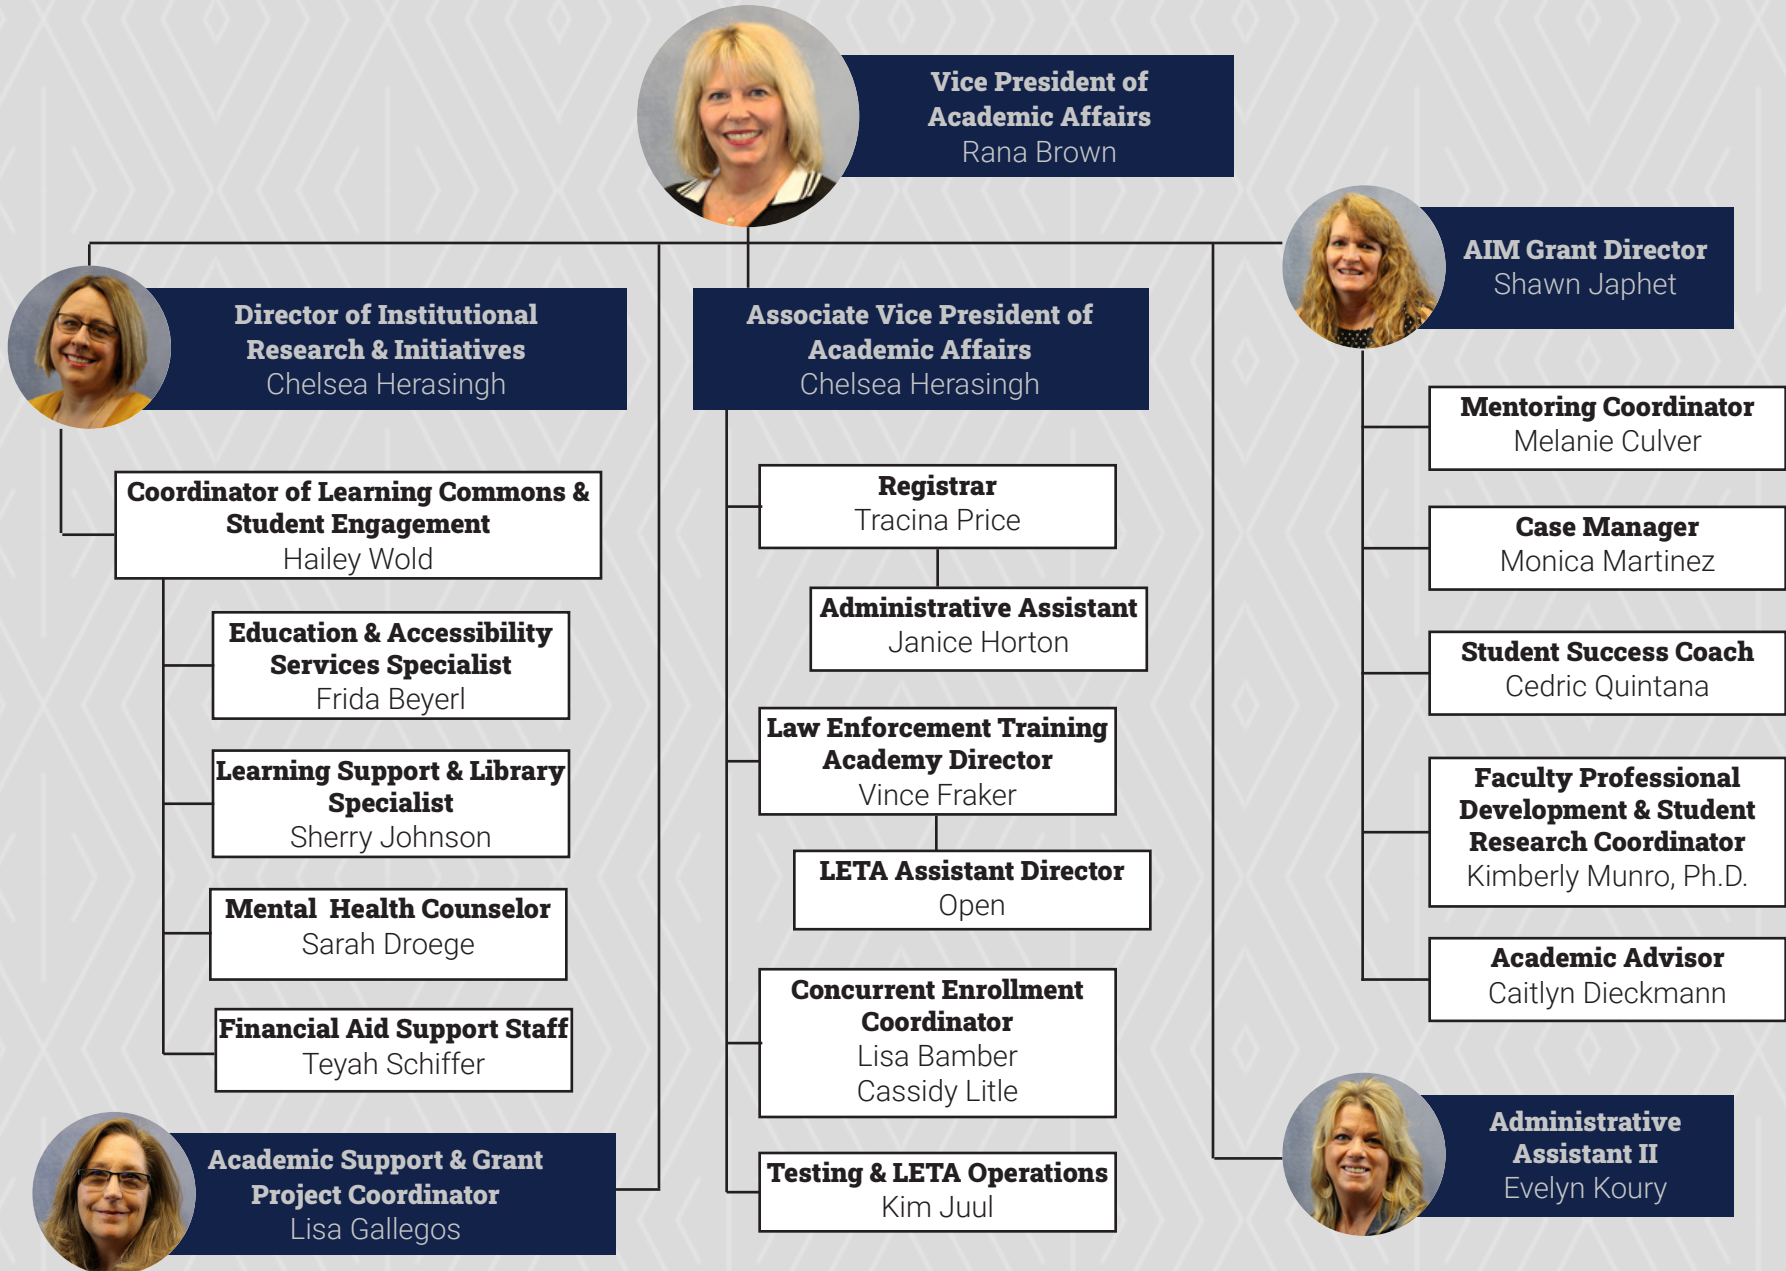 Vice President of
Academic Affairs
Rana Brown
Director of Institutional
Research & Initiatives
Chelsea Herasingh
Coordinator of Learning Commons &
Student Engagement
Hailey Wold
Education & Accessibility
Services Specialist
Frida Beyerl
Learning Support & Library
Specialist
Sherry Johnson
Mental  Health Counselor
Sarah Droege
Financial Aid Support Staff
Teyah Schiffer
Academic Support & Grant
Project Coordinator
Lisa Gallegos
Associate Vice President of
Academic Affairs
Chelsea Herasingh
Registrar
Tracina Price
Administrative Assistant
Janice Horton
Law Enforcement Training
Academy Director
Vince Fraker
LETA Assistant Director
Open
Concurrent Enrollment
Coordinator
Lisa Bamber
Cassidy Litle
Testing & LETA Operations
Kim Juul
AIM Grant Director
Shawn Japhet
Mentoring Coordinator
Melanie Culver
Case Manager
Monica Martinez
Student Success Coach
Cedric Quintana
Faculty Professional
Development & Student
Research Coordinator
Kimberly Munro, Ph.D.
Academic Advisor
Caitlyn Dieckmann
Administrative
Assistant II
Evelyn Koury